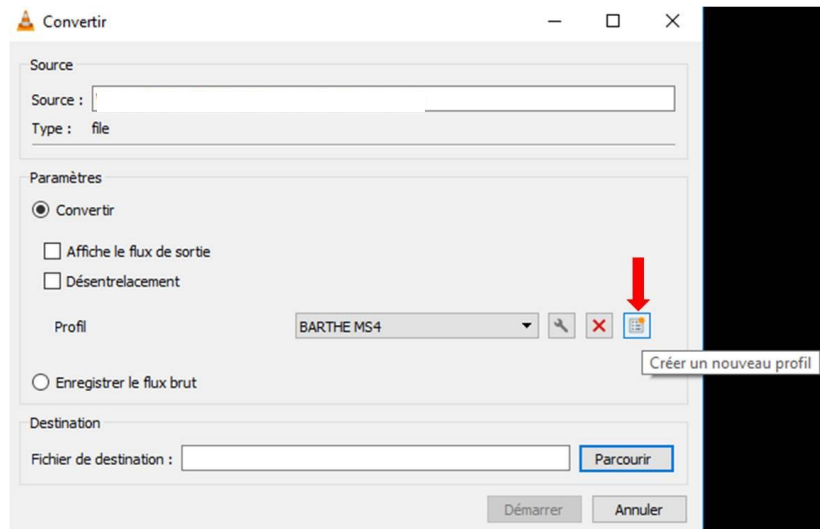 Convertir
Source
Source :
Type : file
Paramètres
Convertir
Affiche le flux de sortie
Désentrelacement
Profil BARTHE MS4
Créer un nouveau profil
Enregistrer le flux brut
Destination
Fichier de destination : Parcourir
Démarrer Annuler